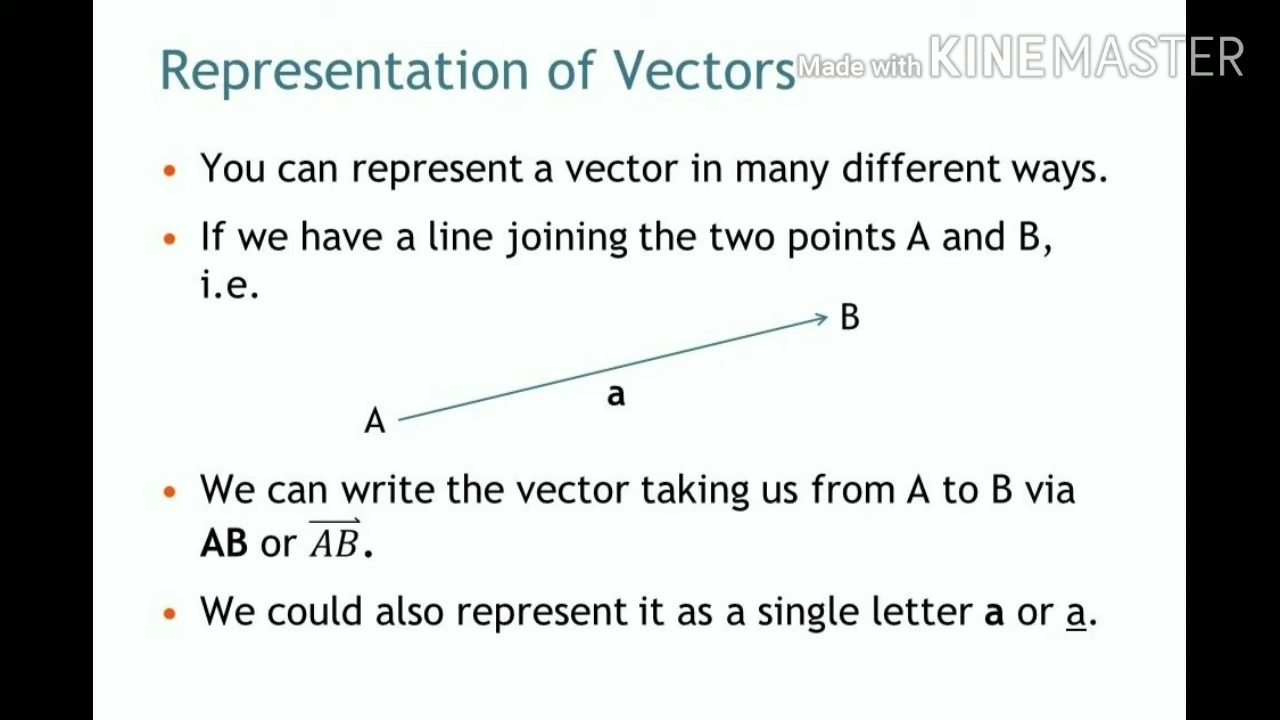 Representation of Vectors
Made with KINEMASTER
• You can represent a vector in many different ways.
• If we have a line joining the two points A and B,
i.e.
B
a
A
• We can write the vector taking us from A to B via
AB or \overrightarrow{AB}.
• We could also represent it as a single letter a or a.